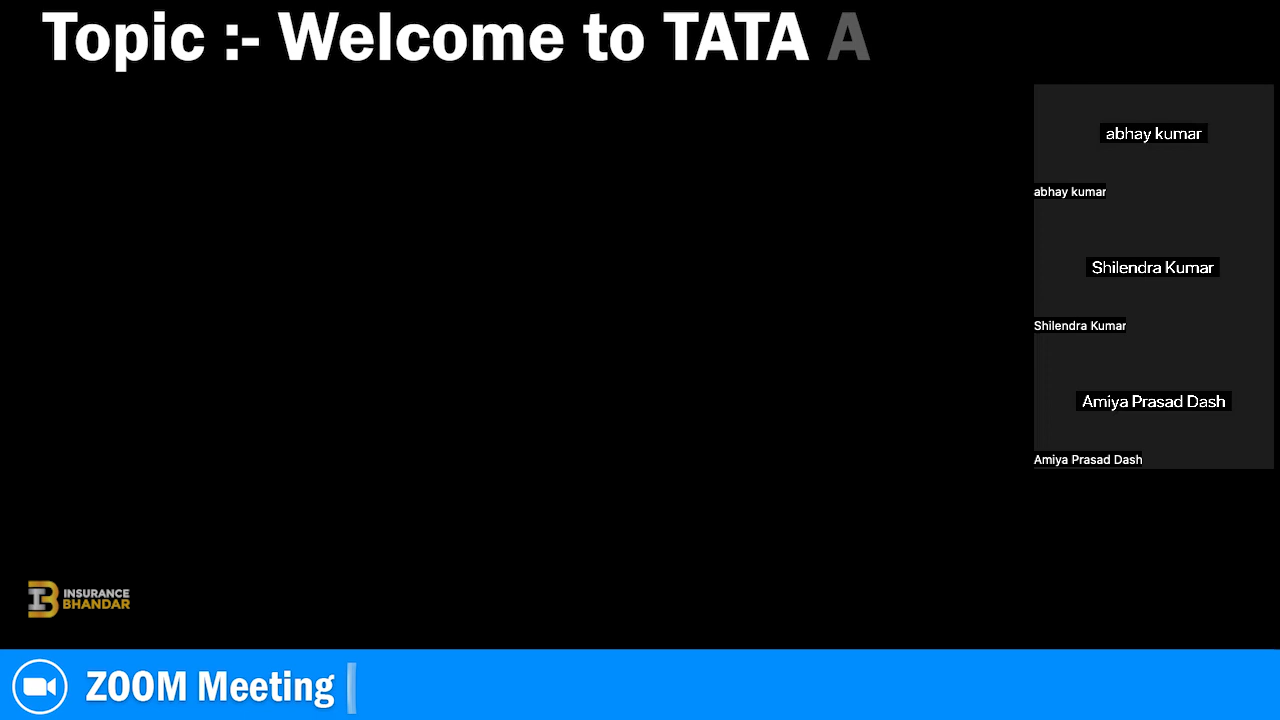 Topic :- Welcome to TATA A
abhay kumar
abhay kumar
Shilendra Kumar
Shilendra Kumar
Amiya Prasad Dash
Amiya Prasad Dash
INSURANCE
BHANDAR
ZOOM Meeting